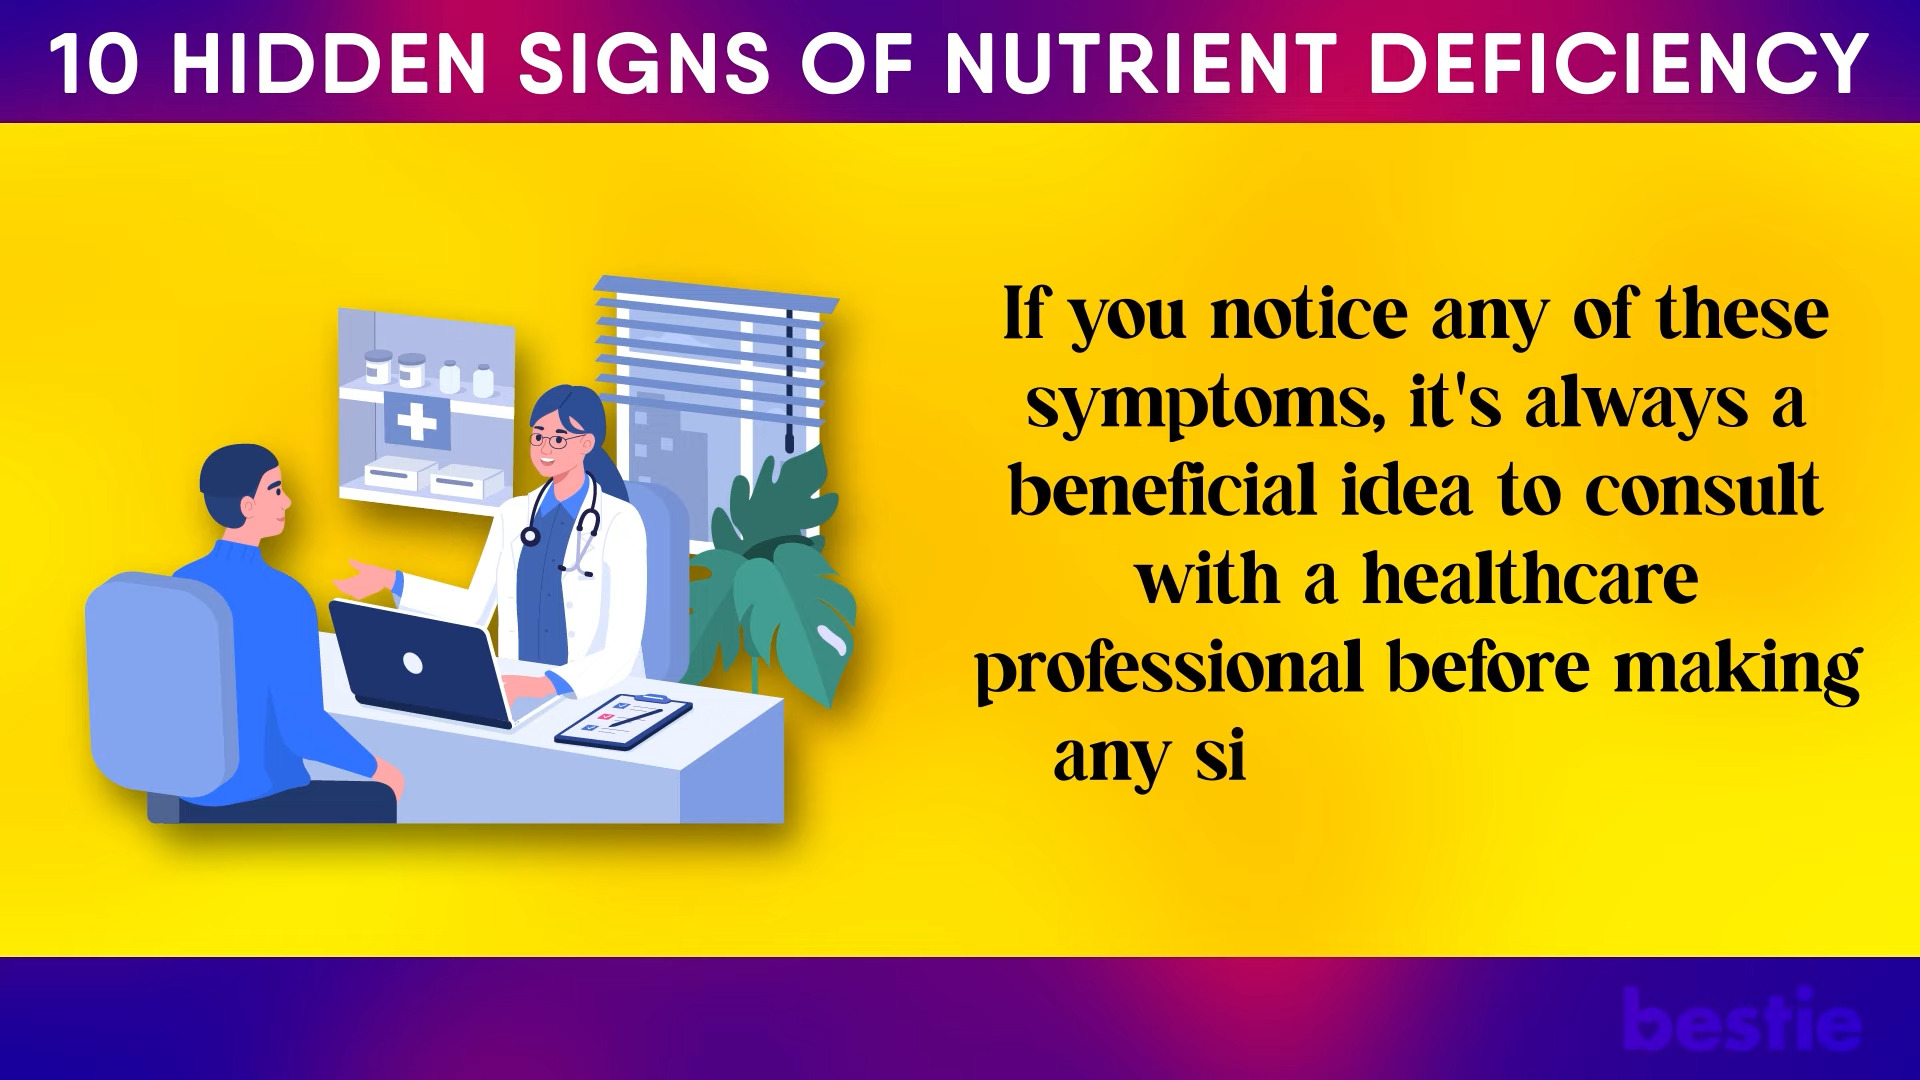 10 HIDDEN SIGNS OF NUTRIENT DEFICIENCY
If you notice any of these
symptoms, it's always a
beneficial idea to consult
with a healthcare
professional before making
any si
bestie